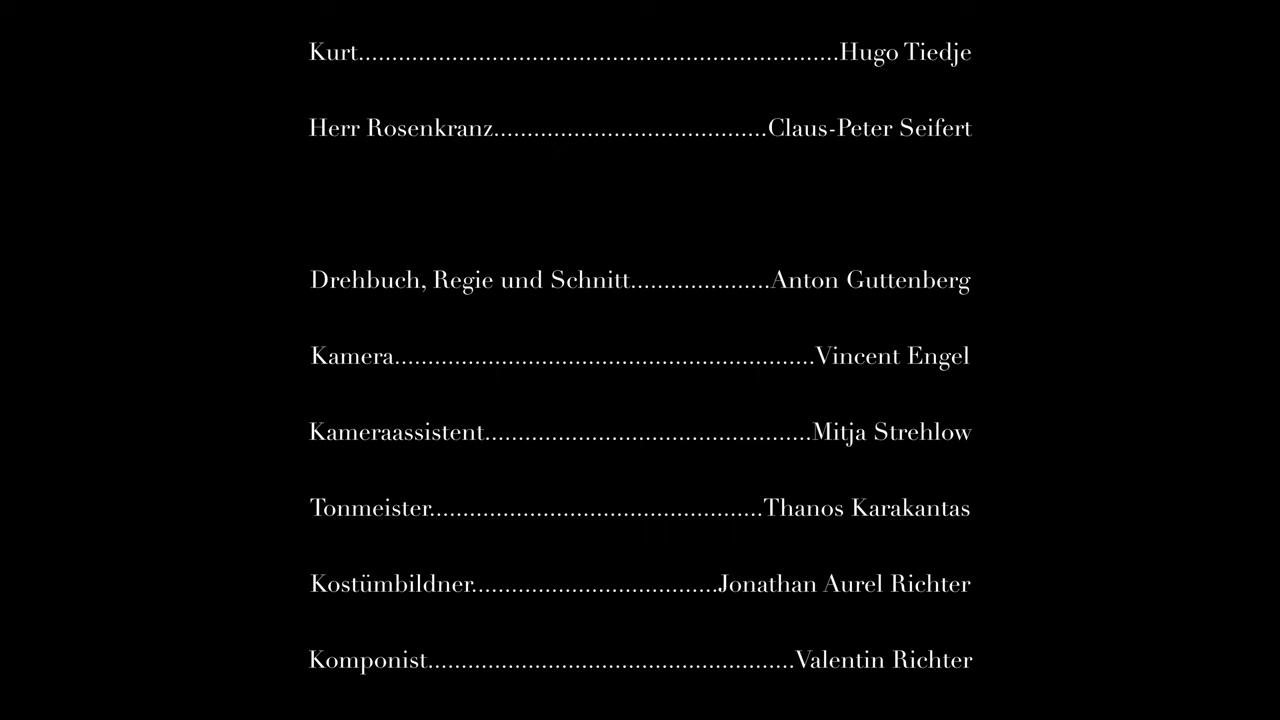 Kurt........................................................................Hugo Tiedje
Herr Rosenkranz.........................................Claus-Peter Seifert
Drehbuch, Regie und Schnitt.....................Anton Guttenberg
Kamera...............................................................Vincent Engel
Kameraassistent.................................................Mitja Strehlow
Tonmeister..................................................Thanos Karakantas
Kostümbildner.....................................Jonathan Aurel Richter
Komponist.......................................................Valentin Richter